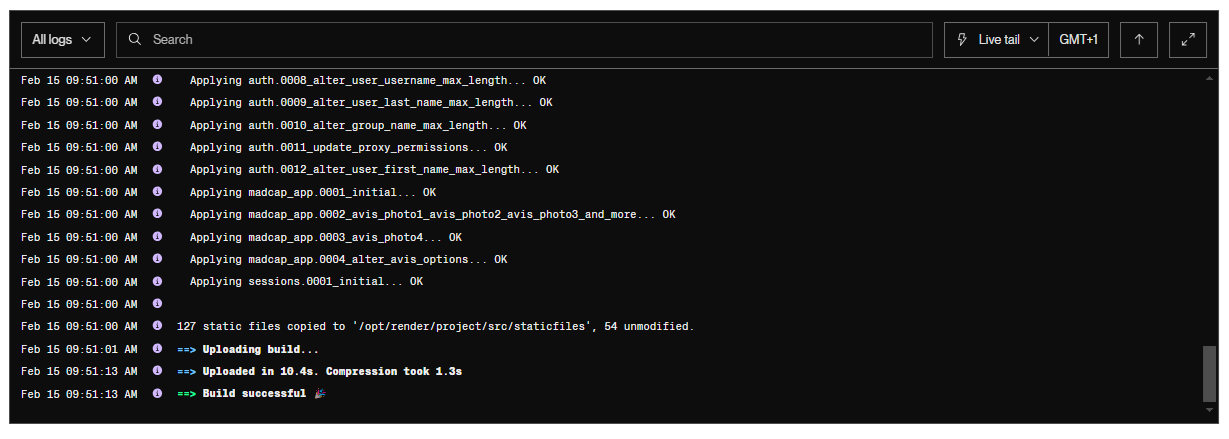 All logs Search Live tail GMT+1
Feb 15 09:51:00 AM Applying auth.0008_alter_user_username_max_length... OK
Feb 15 09:51:00 AM Applying auth.0009_alter_user_last_name_max_length... OK
Feb 15 09:51:00 AM Applying auth.0010_alter_group_name_max_length... OK
Feb 15 09:51:00 AM Applying auth.0011_update_proxy_permissions... OK
Feb 15 09:51:00 AM Applying auth.0012_alter_user_first_name_max_length... OK
Feb 15 09:51:00 AM Applying madcap_app.0001_initial... OK
Feb 15 09:51:00 AM Applying madcap_app.0002_avis_photo1_avis_photo2_avis_photo3_and_more... OK
Feb 15 09:51:00 AM Applying madcap_app.0003_avis_photo4... OK
Feb 15 09:51:00 AM Applying madcap_app.0004_alter_avis_options... OK
Feb 15 09:51:00 AM Applying sessions.0001_initial... OK
Feb 15 09:51:00 AM
Feb 15 09:51:00 AM 127 static files copied to '/opt/render/project/src/staticfiles', 54 unmodified.
Feb 15 09:51:01 AM ==> Uploading build...
Feb 15 09:51:13 AM ==> Uploaded in 10.4s. Compression took 1.3s
Feb 15 09:51:13 AM ==> Build successful 🎉